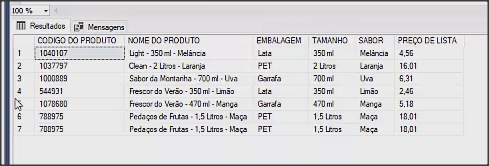 100 %
Resultados Mensagens
CODIGO DO PRODUTO NOME DO PRODUTO EMBALAGEM TAMANHO SABOR PREÇO DE LISTA
1 1040107 Light - 350 ml - Melância Lata 350 ml Melância 4,56
2 1037797 Clean - 2 Litros - Laranja PET 2 Litros Laranja 16,01
3 1000889 Sabor da Montanha - 700 ml - Uva Garrafa 700 ml Uva 6,31
4 544931 Frescor do Verão - 350 ml - Limão Lata 350 ml Limão 2,46
5 1078680 Frescor do Verão - 470 ml - Manga Garrafa 470 ml Manga 5,18
6 788975 Pedaços de Frutas - 1,5 Litros - Maça PET 1,5 Litros Maça 18,01
7 788975 Pedaços de Frutas - 1,5 Litros - Maça PET 1,5 Litros Maça 18,01